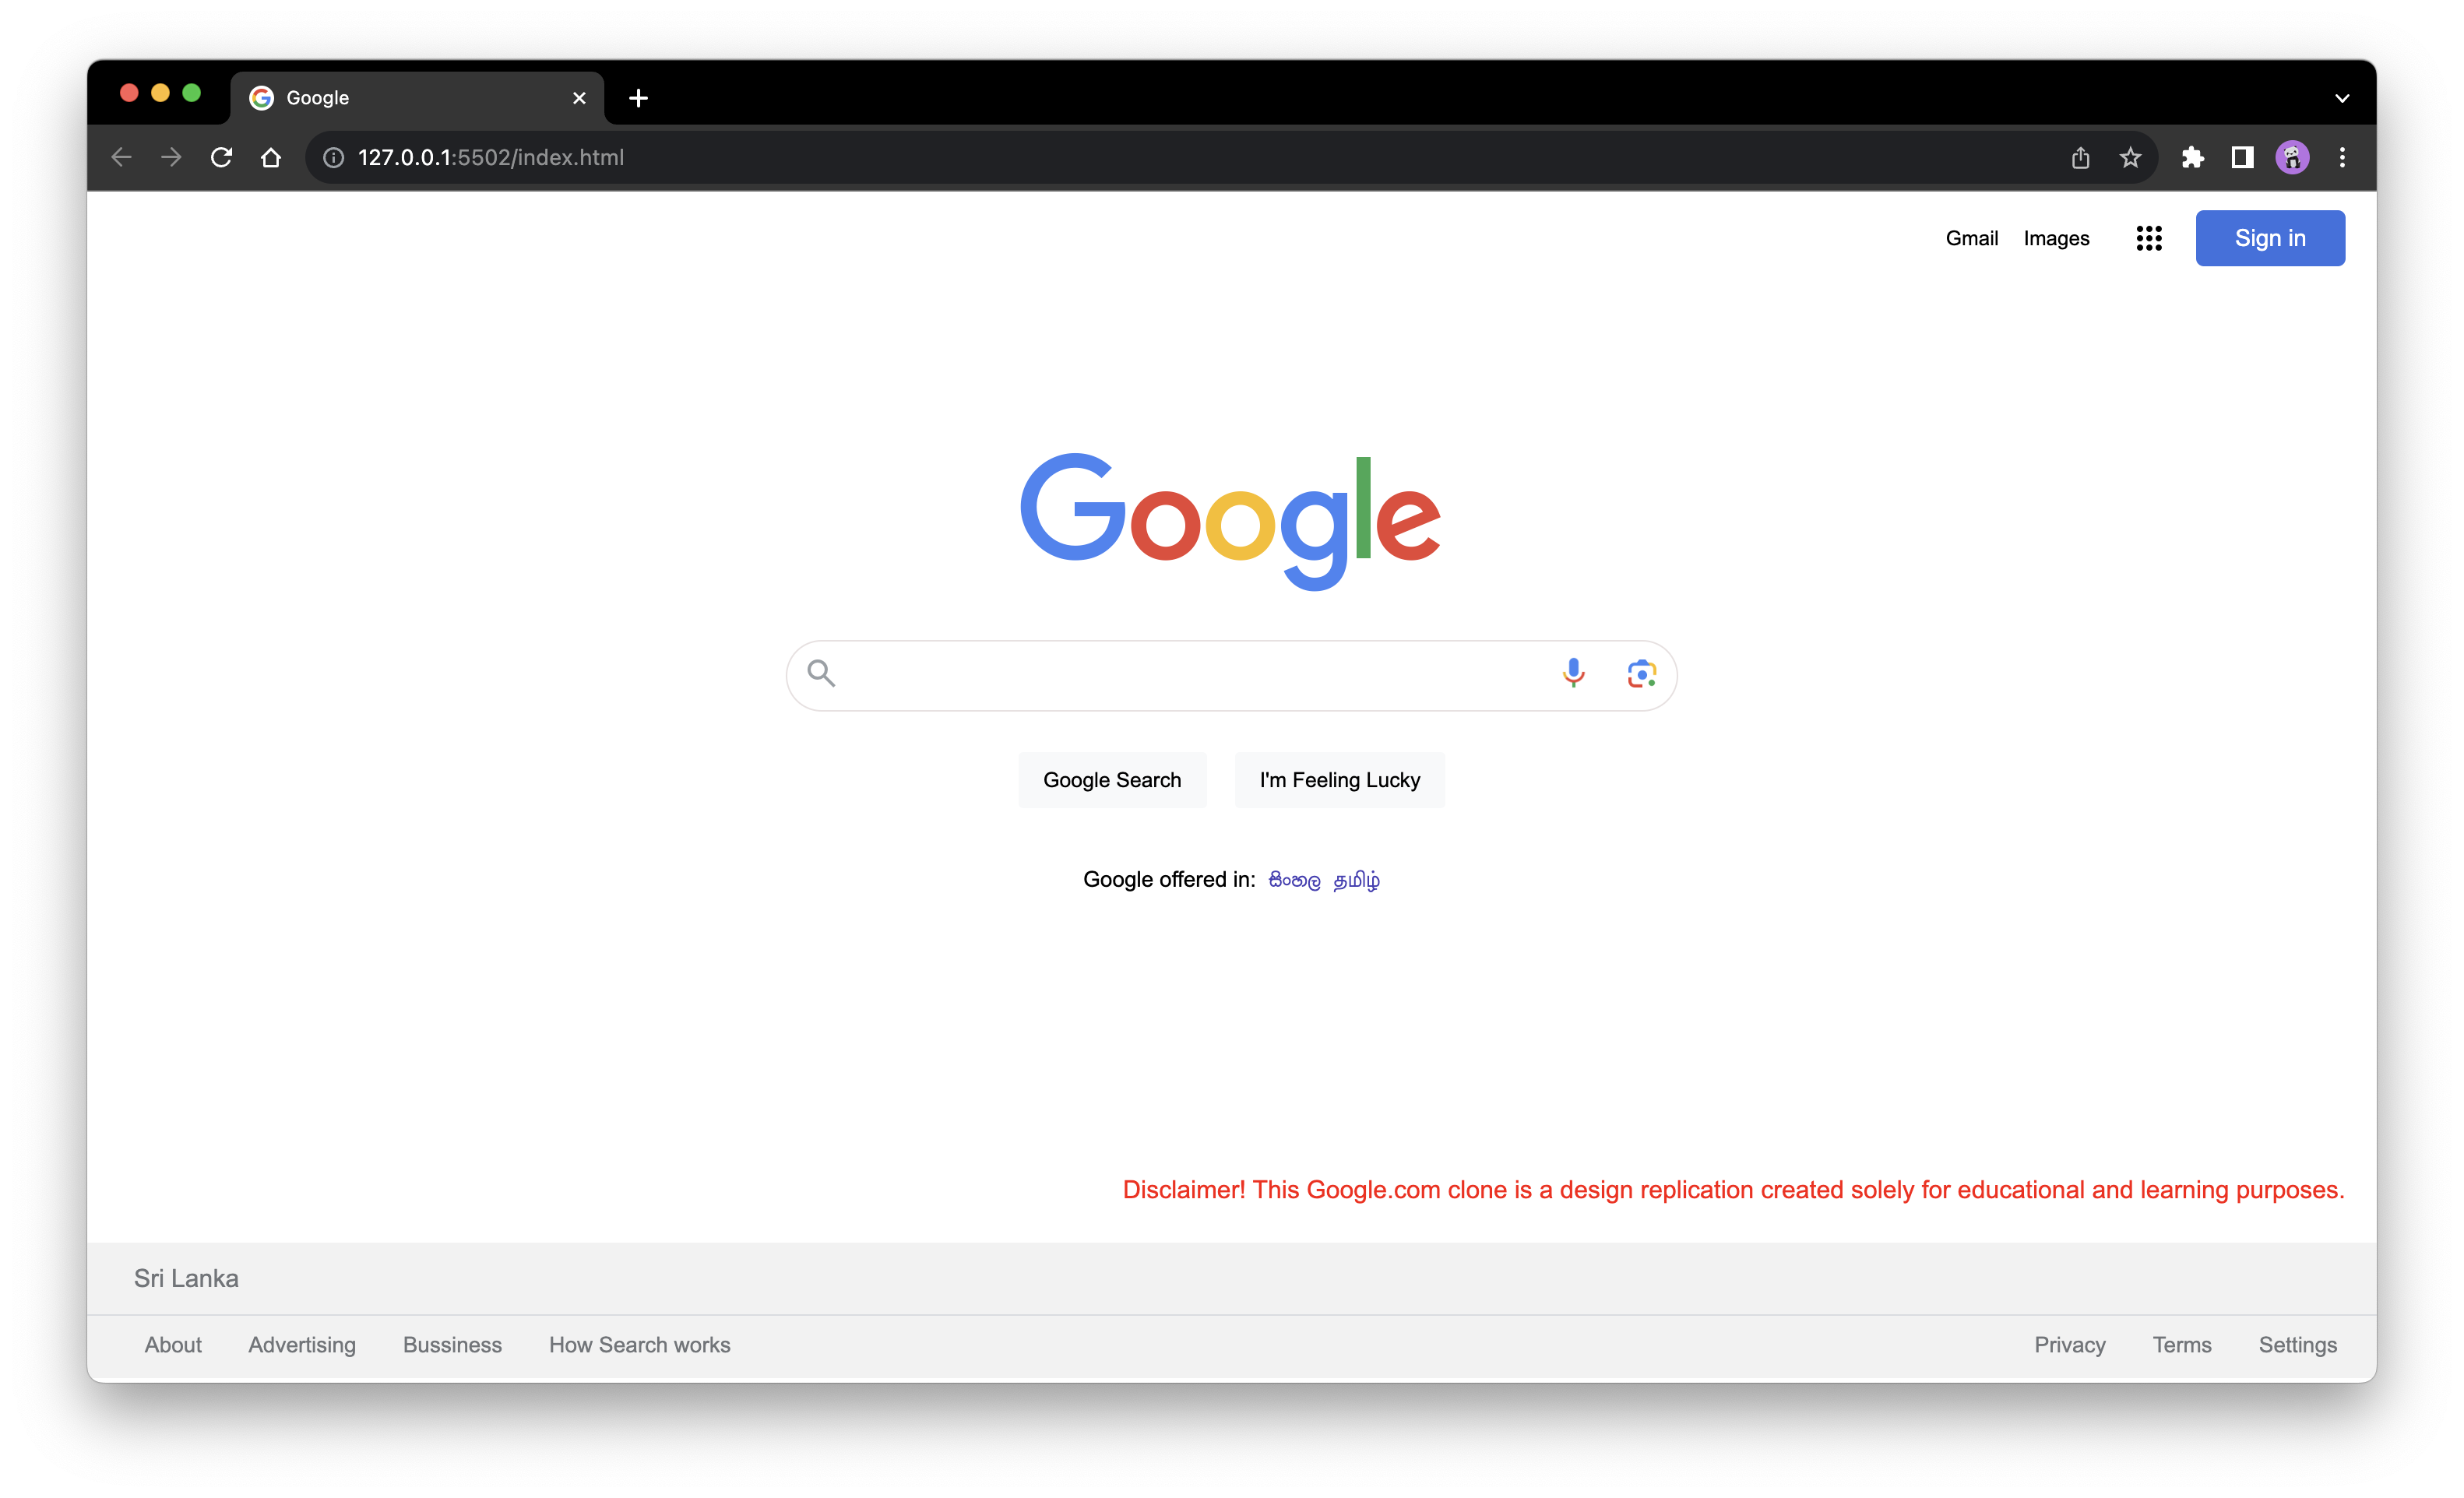 Google
127.0.0.1:5502/index.html
Gmail Images Sign in
Google
Google Search I'm Feeling Lucky
Google offered in: සිංහල தமிழ்
Disclaimer! This Google.com clone is a design replication created solely for educational and learning purposes.
Sri Lanka
About Advertising Bussiness How Search works Privacy Terms Settings